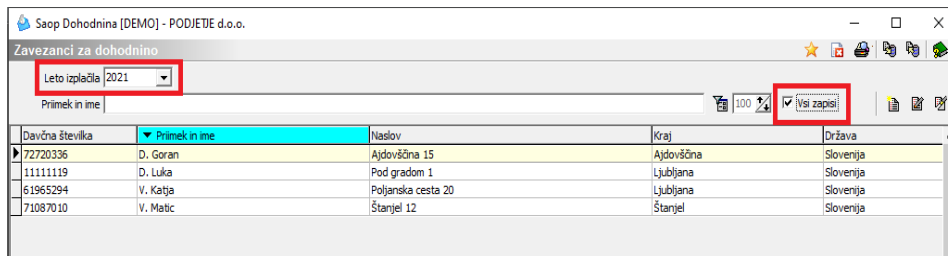 Saop Dohodnina [DEMO] - PODJETJE d.o.o.
Zavezanci za dohodnino
Leto izplačila 2021
Priimek in ime 100 Vsi zapisi
Davčna številka Priimek in ime Naslov Kraj Država
72720336 D. Goran Ajdovščina 15 Ajdovščina Slovenija
11111119 D. Luka Pod gradom 1 Ljubljana Slovenija
61965294 V. Katja Poljanska cesta 20 Ljubljana Slovenija
71087010 V. Matic Štanjel 12 Štanjel Slovenija